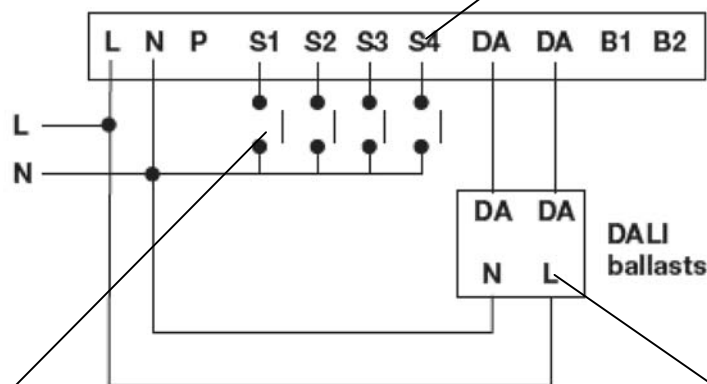 L N P S1 S2 S3 S4 DA DA B1 B2
L
N
DA DA
N L
DALI
ballasts